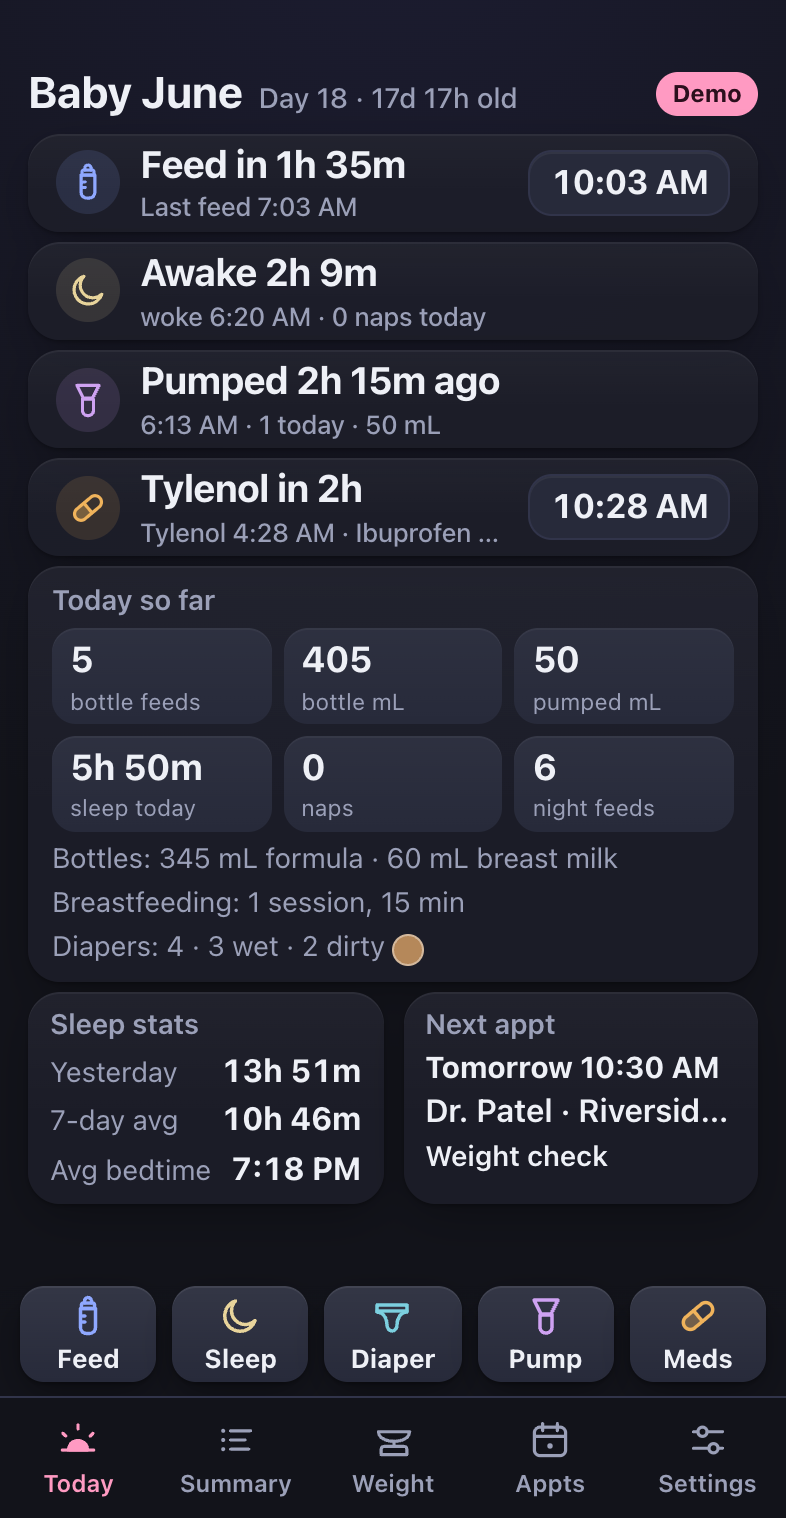 Baby June Day 18 · 17d 17h old Demo
Feed in 1h 35m
Last feed 7:03 AM
10:03 AM
Awake 2h 9m
woke 6:20 AM · 0 naps today
Pumped 2h 15m ago
6:13 AM · 1 today · 50 mL
Tylenol in 2h
Tylenol 4:28 AM · Ibuprofen ...
10:28 AM
Today so far
5
bottle feeds
405
bottle mL
50
pumped mL
5h 50m
sleep today
0
naps
6
night feeds
Bottles: 345 mL formula · 60 mL breast milk
Breastfeeding: 1 session, 15 min
Diapers: 4 · 3 wet · 2 dirty
Sleep stats
Yesterday 13h 51m
7-day avg 10h 46m
Avg bedtime 7:18 PM
Next appt
Tomorrow 10:30 AM
Dr. Patel · Riversid...
Weight check
Feed
Sleep
Diaper
Pump
Meds
Today
Summary
Weight
Appts
Settings